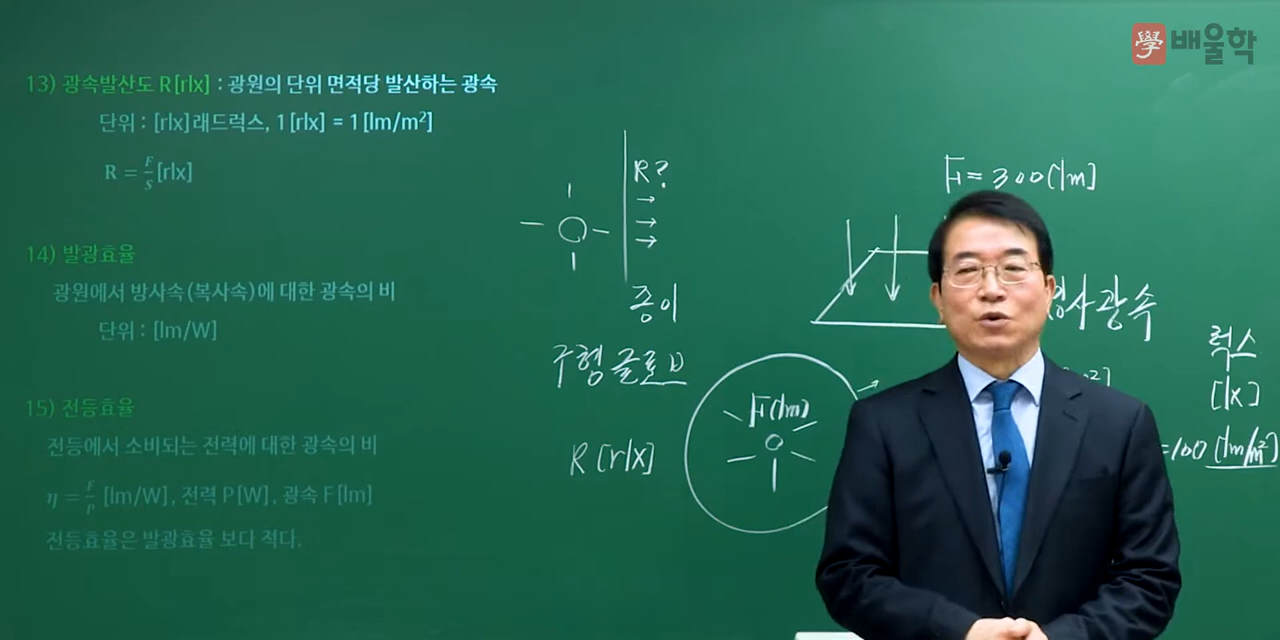 學 배울학
13) 광속발산도 R[rlx] : 광원의 단위 면적당 발산하는 광속
단위 : [rlx]래드럭스, 1[rlx] = 1[lm/m²]
R = F/S [rlx]
14) 발광효율
광원에서 방사속(복사속)에 대한 광속의 비
단위 : [lm/W]
15) 전등효율
전등에서 소비되는 전력에 대한 광속의 비
η = F/P [lm/W], 전력 P[W], 광속 F[lm]
전등효율은 발광효율 보다 적다.
R?
종이
구형 글로브
F[lm]
R [rlx]
F = 300[lm]
사광속
럭스
[lx]
=100 [lm/m²]